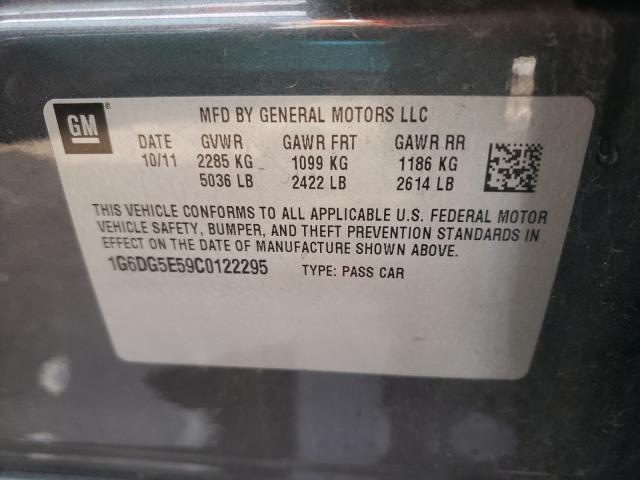 GM®
MFD BY GENERAL MOTORS LLC
DATE GVWR GAWR FRT GAWR RR
10/11 2285 KG 1099 KG 1186 KG
5036 LB 2422 LB 2614 LB
THIS VEHICLE CONFORMS TO ALL APPLICABLE U.S. FEDERAL MOTOR
VEHICLE SAFETY, BUMPER, AND THEFT PREVENTION STANDARDS IN
EFFECT ON THE DATE OF MANUFACTURE SHOWN ABOVE.
1G6DG5E59C0122295 TYPE: PASS CAR